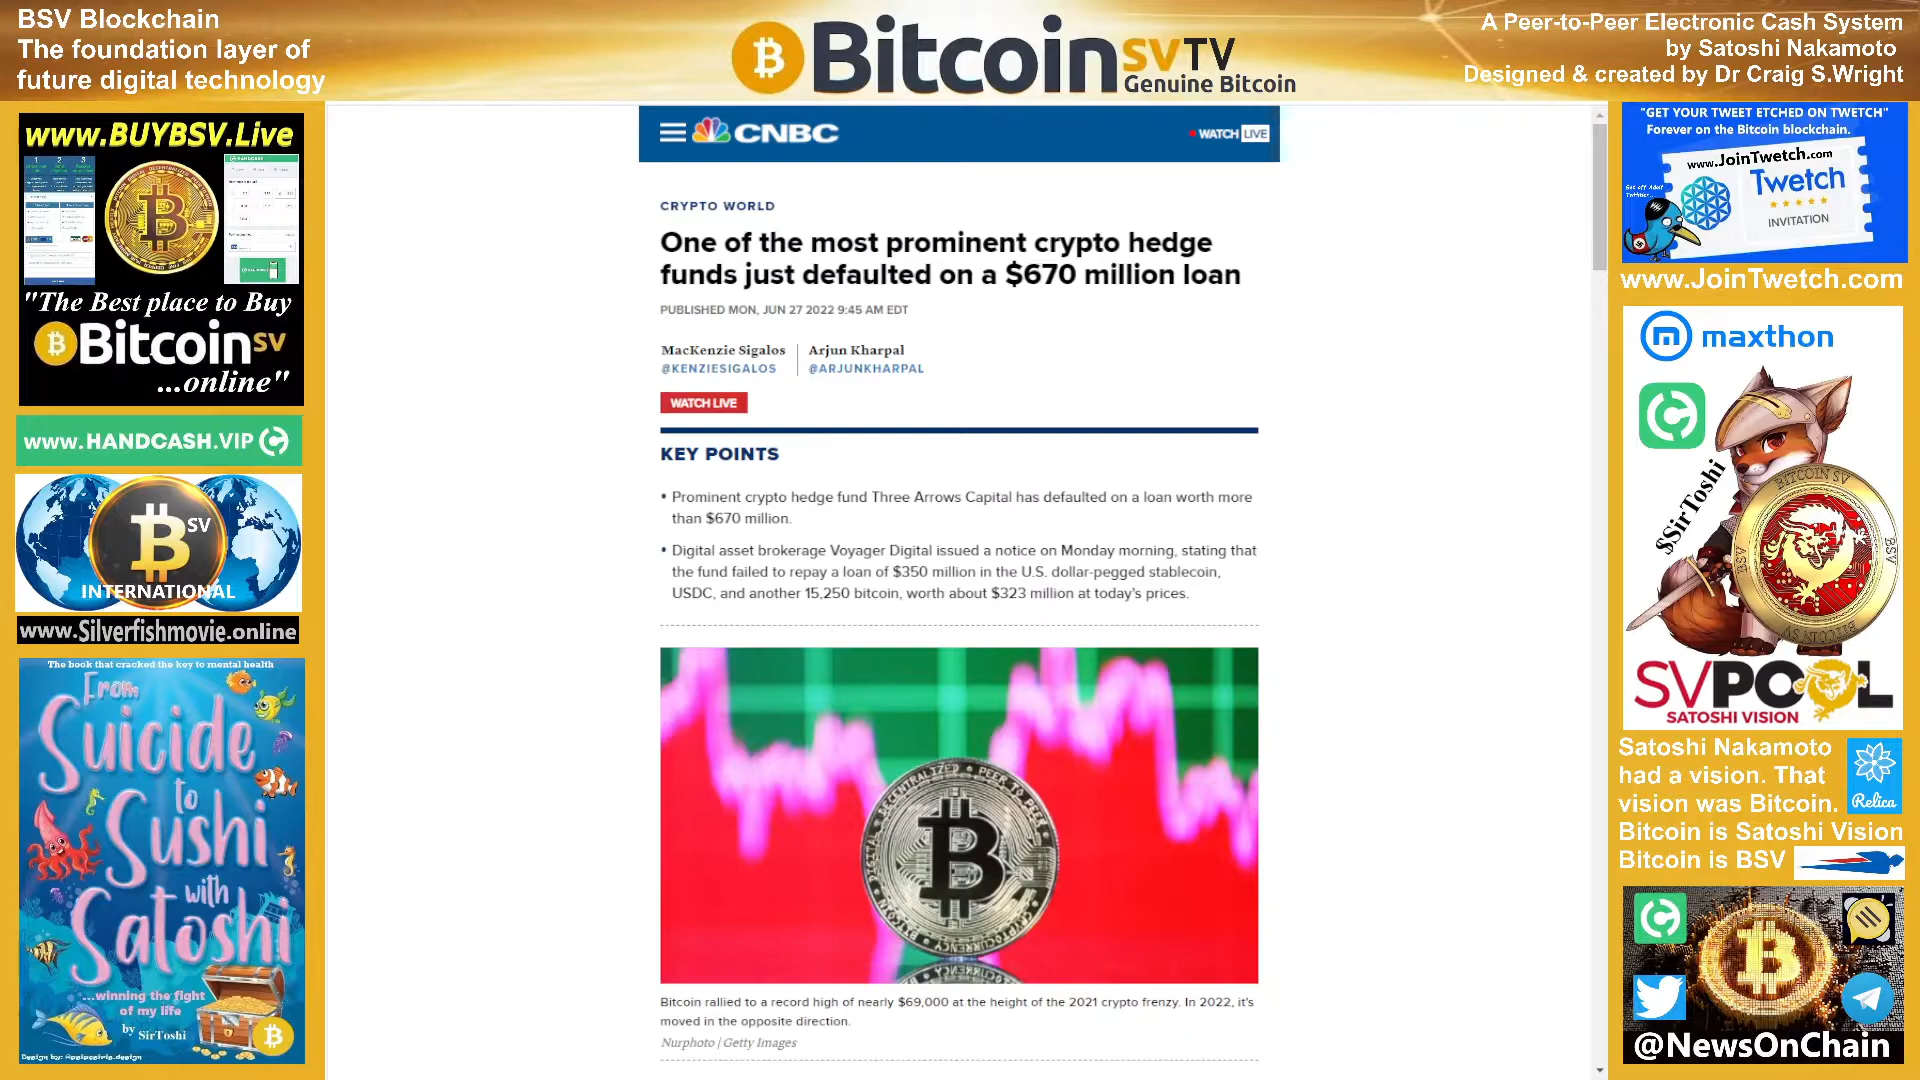 BSV Blockchain
The foundation layer of
future digital technology
Bitcoin SV TV
Genuine Bitcoin
A Peer-to-Peer Electronic Cash System
by Satoshi Nakamoto
Designed & created by Dr Craig S.Wright
www.BUYBSV.Live
"The Best place to Buy
Bitcoin SV
...online"
www.HANDCASH.VIP
SV
INTERNATIONAL
www.Silverfishmovie.online
The book that cracked the key to mental health
From
Suicide
to
Sushi
with
Satoshi
...winning the fight
of my life
by SirToshi
CNBC
WATCH LIVE
CRYPTO WORLD
One of the most prominent crypto hedge
funds just defaulted on a $670 million loan
PUBLISHED MON, JUN 27 2022 9:45 AM EDT
MacKenzie Sigalos
@KENZIESIGALOS
Arjun Kharpal
@ARJUNKHARPAL
WATCH LIVE
KEY POINTS
• Prominent crypto hedge fund Three Arrows Capital has defaulted on a loan worth more
than $670 million.
• Digital asset brokerage Voyager Digital issued a notice on Monday morning, stating that
the fund failed to repay a loan of $350 million in the U.S. dollar-pegged stablecoin,
USDC, and another 15,250 bitcoin, worth about $323 million at today's prices.
DIGITAL DECENTRALIZED PEER TO PEER
BITCOIN CRYPTOCURRENCY
Bitcoin rallied to a record high of nearly $69,000 at the height of the 2021 crypto frenzy. In 2022, it's
moved in the opposite direction.
Nurphoto | Getty Images
"GET YOUR TWEET ETCHED ON TWETCH"
Forever on the Bitcoin blockchain.
www.JoinTwetch.com
Twetch
INVITATION
www.JoinTwetch.com
maxthon
$SirToshi
BITCOIN SV
BSV
BSV
BITCOIN SV
SVPOOL
SATOSHI VISION
Satoshi Nakamoto
had a vision. That
vision was Bitcoin.
Relica
Bitcoin is Satoshi Vision
Bitcoin is BSV
@NewsOnChain